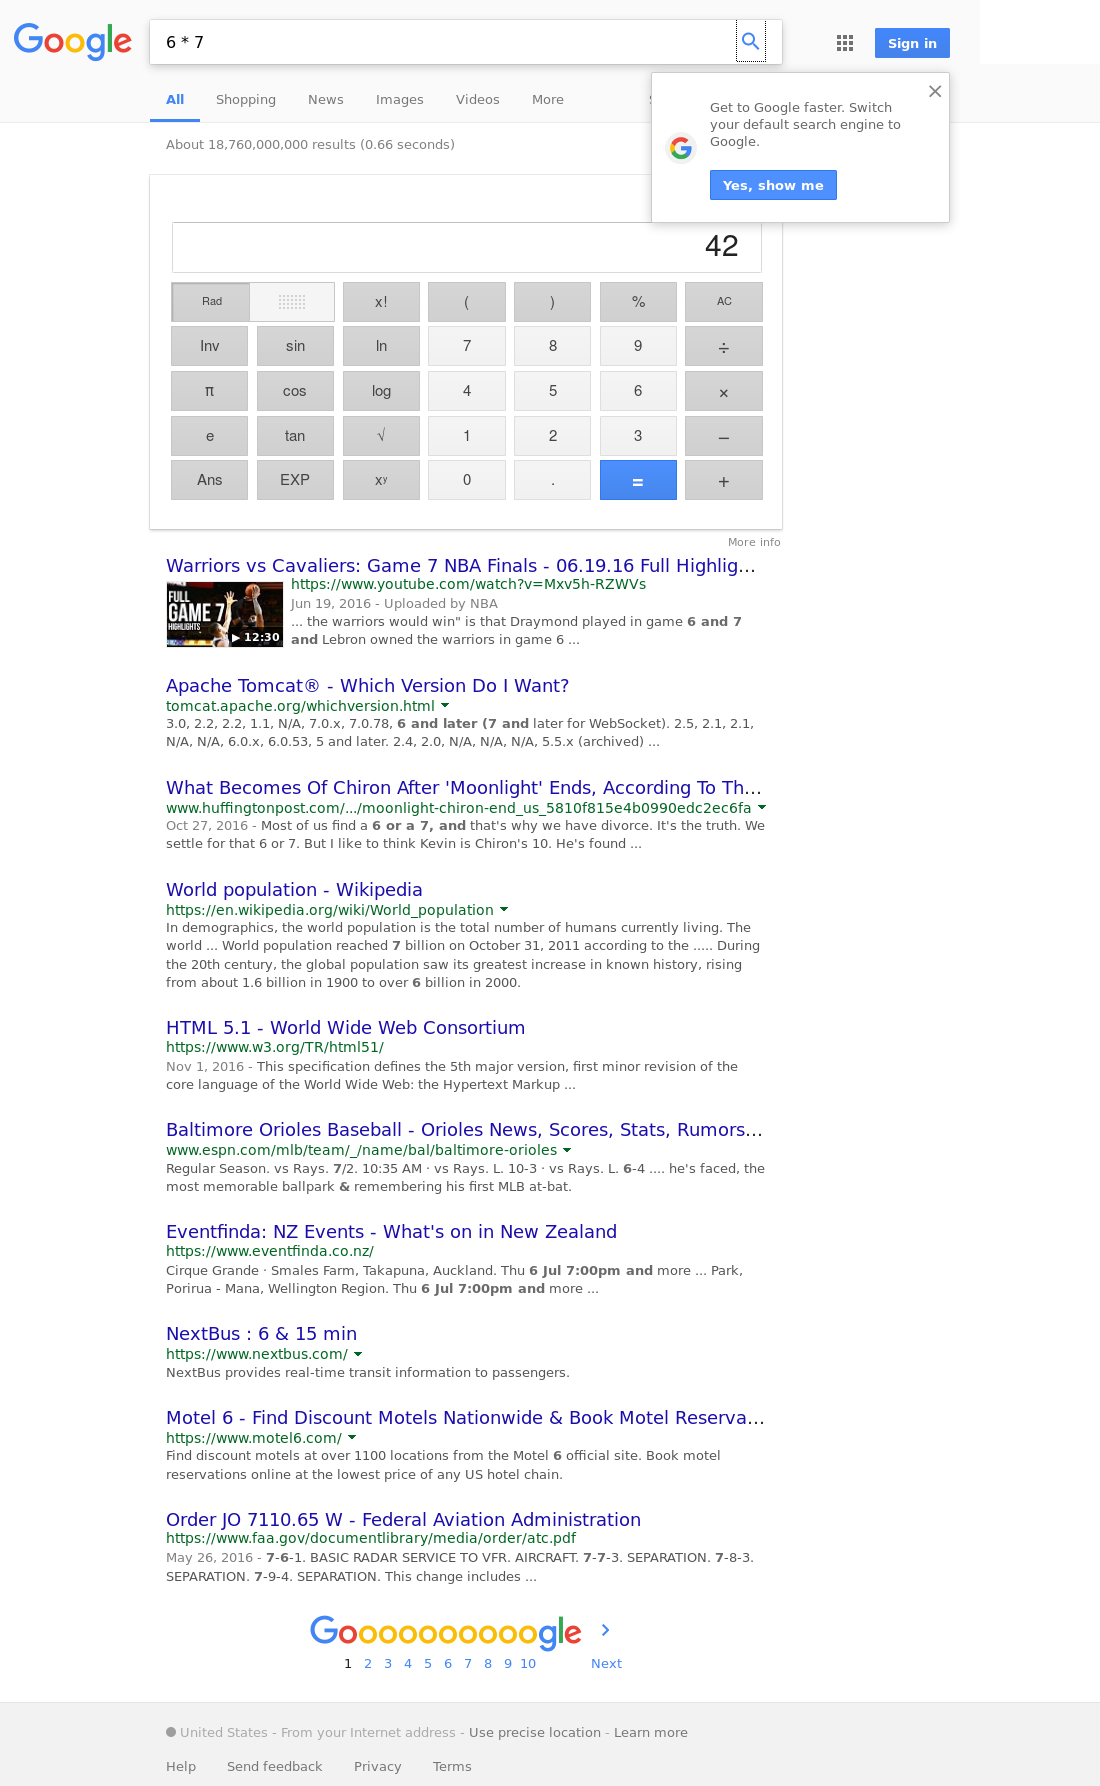 Google
6 * 7
Sign in
All Shopping News Images Videos More
About 18,760,000,000 results (0.66 seconds)
Get to Google faster. Switch
your default search engine to
Google.
Yes, show me
42
Rad x! ( ) % AC
Inv sin ln 7 8 9 ÷
π cos log 4 5 6 ×
e tan √ 1 2 3 −
Ans EXP xʸ 0 . = +
More info
Warriors vs Cavaliers: Game 7 NBA Finals - 06.19.16 Full Highlig...
FULL
GAME 7
HIGHLIGHTS
▶ 12:30
https://www.youtube.com/watch?v=Mxv5h-RZWVs
Jun 19, 2016 - Uploaded by NBA
... the warriors would win" is that Draymond played in game 6 and 7
and Lebron owned the warriors in game 6 ...
Apache Tomcat® - Which Version Do I Want?
tomcat.apache.org/whichversion.html
3.0, 2.2, 2.2, 1.1, N/A, 7.0.x, 7.0.78, 6 and later (7 and later for WebSocket). 2.5, 2.1, 2.1,
N/A, N/A, 6.0.x, 6.0.53, 5 and later. 2.4, 2.0, N/A, N/A, N/A, 5.5.x (archived) ...
What Becomes Of Chiron After 'Moonlight' Ends, According To Th...
www.huffingtonpost.com/.../moonlight-chiron-end_us_5810f815e4b0990edc2ec6fa
Oct 27, 2016 - Most of us find a 6 or a 7, and that's why we have divorce. It's the truth. We
settle for that 6 or 7. But I like to think Kevin is Chiron's 10. He's found ...
World population - Wikipedia
https://en.wikipedia.org/wiki/World_population
In demographics, the world population is the total number of humans currently living. The
world ... World population reached 7 billion on October 31, 2011 according to the ..... During
the 20th century, the global population saw its greatest increase in known history, rising
from about 1.6 billion in 1900 to over 6 billion in 2000.
HTML 5.1 - World Wide Web Consortium
https://www.w3.org/TR/html51/
Nov 1, 2016 - This specification defines the 5th major version, first minor revision of the
core language of the World Wide Web: the Hypertext Markup ...
Baltimore Orioles Baseball - Orioles News, Scores, Stats, Rumors...
www.espn.com/mlb/team/_/name/bal/baltimore-orioles
Regular Season. vs Rays. 7/2. 10:35 AM · vs Rays. L. 10-3 · vs Rays. L. 6-4 .... he's faced, the
most memorable ballpark & remembering his first MLB at-bat.
Eventfinda: NZ Events - What's on in New Zealand
https://www.eventfinda.co.nz/
Cirque Grande · Smales Farm, Takapuna, Auckland. Thu 6 Jul 7:00pm and more ... Park,
Porirua - Mana, Wellington Region. Thu 6 Jul 7:00pm and more ...
NextBus : 6 & 15 min
https://www.nextbus.com/
NextBus provides real-time transit information to passengers.
Motel 6 - Find Discount Motels Nationwide & Book Motel Reserva...
https://www.motel6.com/
Find discount motels at over 1100 locations from the Motel 6 official site. Book motel
reservations online at the lowest price of any US hotel chain.
Order JO 7110.65 W - Federal Aviation Administration
https://www.faa.gov/documentlibrary/media/order/atc.pdf
May 26, 2016 - 7-6-1. BASIC RADAR SERVICE TO VFR. AIRCRAFT. 7-7-3. SEPARATION. 7-8-3.
SEPARATION. 7-9-4. SEPARATION. This change includes ...
Goooooooooogle
1 2 3 4 5 6 7 8 9 10 Next
United States - From your Internet address - Use precise location - Learn more
Help Send feedback Privacy Terms